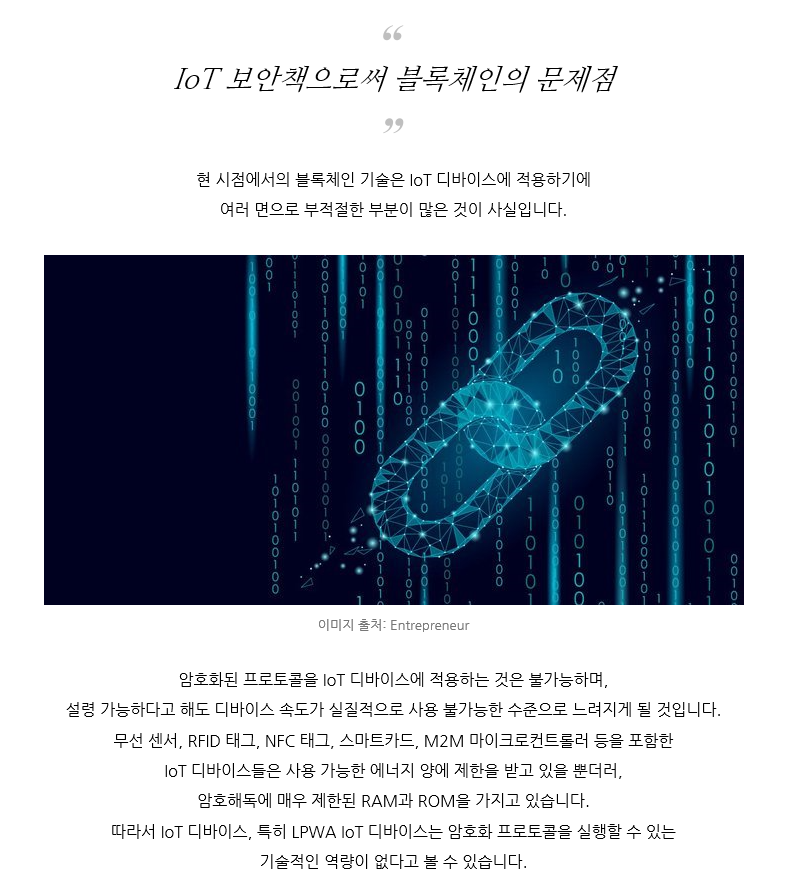 “
IoT 보안책으로써 블록체인의 문제점
”
현 시점에서의 블록체인 기술은 IoT 디바이스에 적용하기에
여러 면으로 부적절한 부분이 많은 것이 사실입니다.
이미지 출처: Entrepreneur
암호화된 프로토콜을 IoT 디바이스에 적용하는 것은 불가능하며,
설령 가능하다고 해도 디바이스 속도가 실질적으로 사용 불가능한 수준으로 느려지게 될 것입니다.
무선 센서, RFID 태그, NFC 태그, 스마트카드, M2M 마이크로컨트롤러 등을 포함한
IoT 디바이스들은 사용 가능한 에너지 양에 제한을 받고 있을 뿐더러,
암호해독에 매우 제한된 RAM과 ROM을 가지고 있습니다.
따라서 IoT 디바이스, 특히 LPWA IoT 디바이스는 암호화 프로토콜을 실행할 수 있는
기술적인 역량이 없다고 볼 수 있습니다.